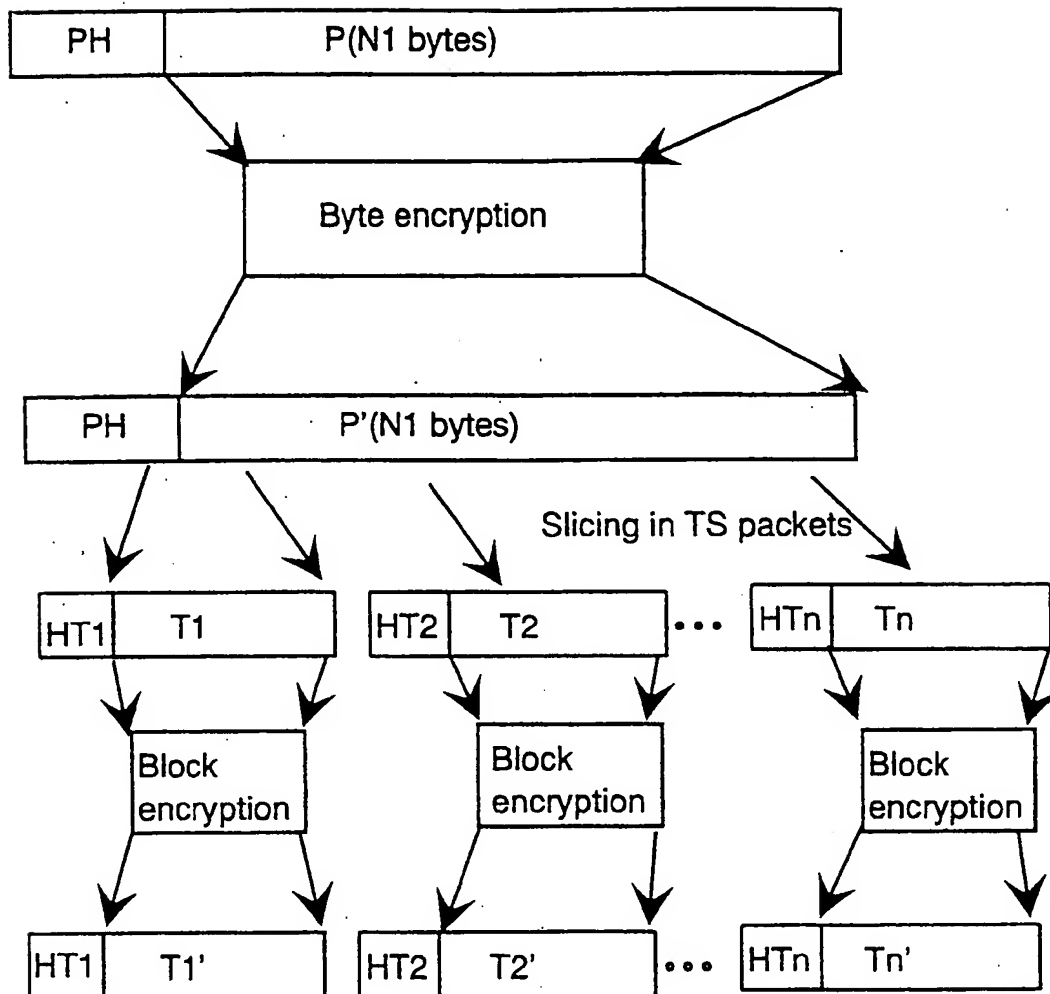 PH P(N1 bytes)
Byte encryption
PH P'(N1 bytes)
Slicing in TS packets
HT1 T1 HT2 T2 ••• HTn Tn
Block encryption
Block encryption
Block encryption
HT1 T1' HT2 T2' ••• HTn Tn'